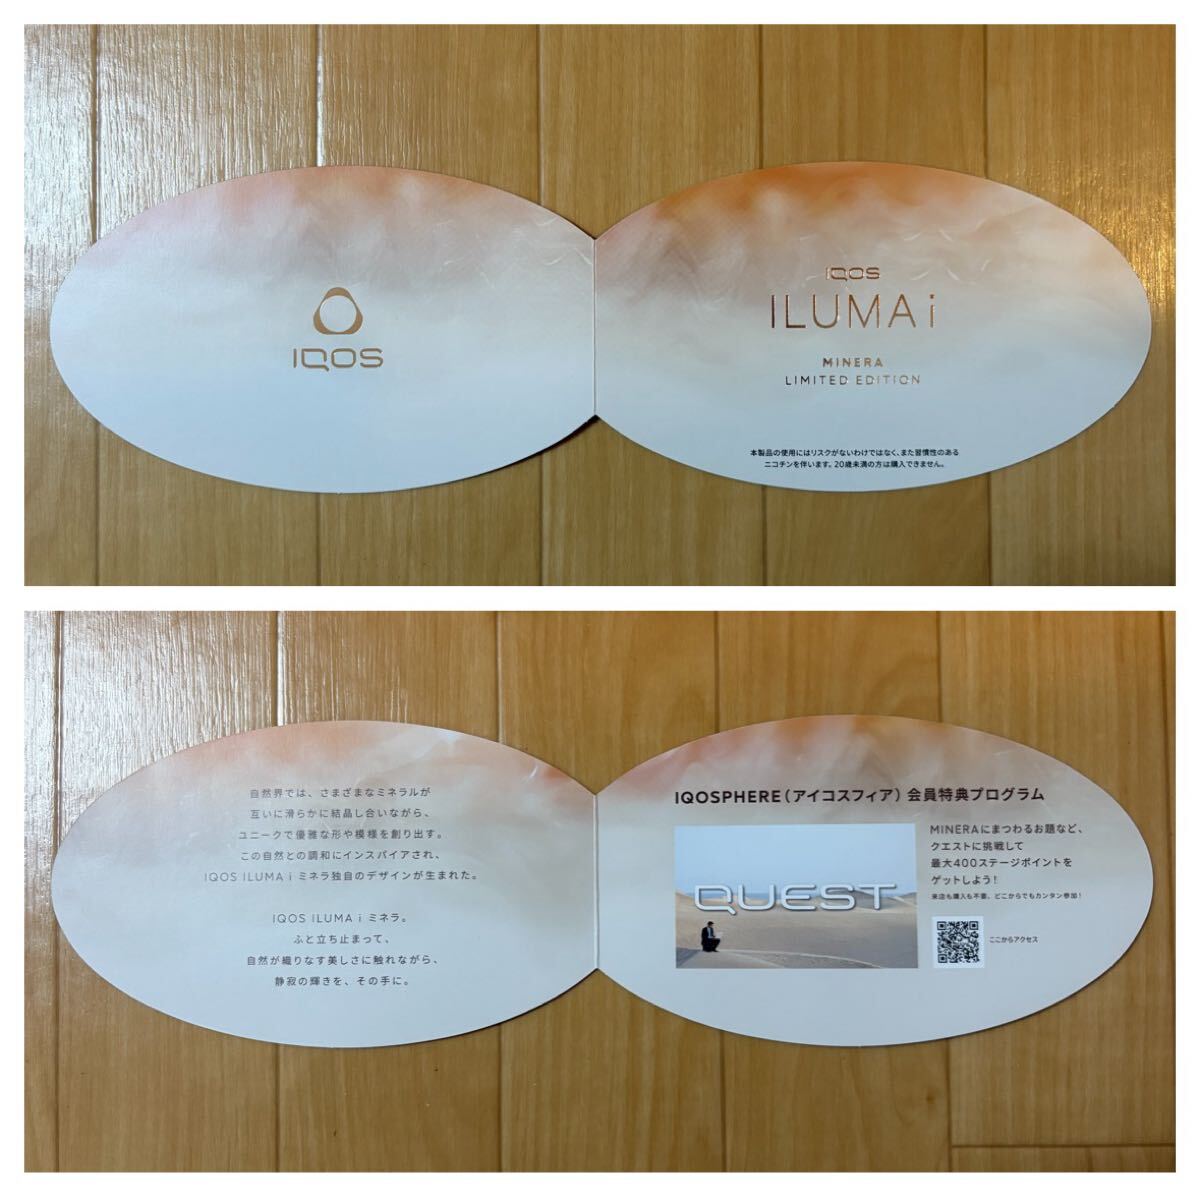 IQOS
IQOS
ILUMA i
MINERA
LIMITED EDITION
本製品の使用にはリスクがないわけではなく、また習慣性のある
ニコチンを伴います。20歳未満の方は購入できません。
自然界では、さまざまなミネラルが
互いに滑らかに結晶し合いながら、
ユニークで優雅な形や模様を創り出す。
この自然との調和にインスパイアされ、
IQOS ILUMA i ミネラ独自のデザインが生まれた。
IQOS ILUMA i ミネラ。
ふと立ち止まって、
自然が織りなす美しさに触れながら、
静寂の輝きを、その手に。
IQOSPHERE(アイコスフィア) 会員特典プログラム
QUEST
MINERAにまつわるお題など、
クエストに挑戦して
最大400ステージポイントを
ゲットしよう!
来店も購入も不要、どこからでもカンタン参加!
ここからアクセス